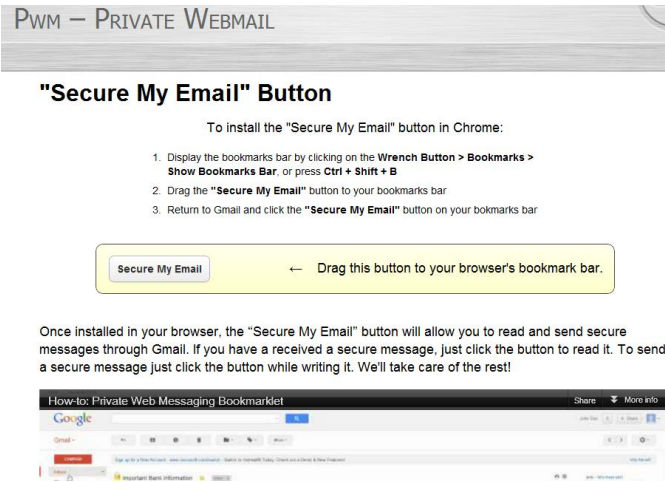 PWM – PRIVATE WEBMAIL
"Secure My Email" Button
To install the "Secure My Email" button in Chrome:
1. Display the bookmarks bar by clicking on the Wrench Button > Bookmarks >
Show Bookmarks Bar, or press Ctrl + Shift + B
2. Drag the "Secure My Email" button to your bookmarks bar
3. Return to Gmail and click the "Secure My Email" button on your bokmarks bar
Secure My Email ← Drag this button to your browser's bookmark bar.
Once installed in your browser, the “Secure My Email” button will allow you to read and send secure
messages through Gmail. If you have a received a secure message, just click the button to read it. To send
a secure message just click the button while writing it. We'll take care of the rest!
How-to: Private Web Messaging Bookmarklet Share More info
Google
Gmail
Inbox
Important Bank Information